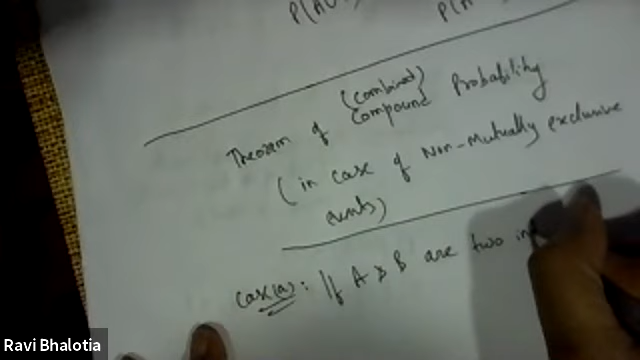 P(AU
P(A
(combined)
Theorem of Compound Probability
(in case of Non-Mutually exclusive
events)
Case(a): If A & B are two in
Ravi Bhalotia